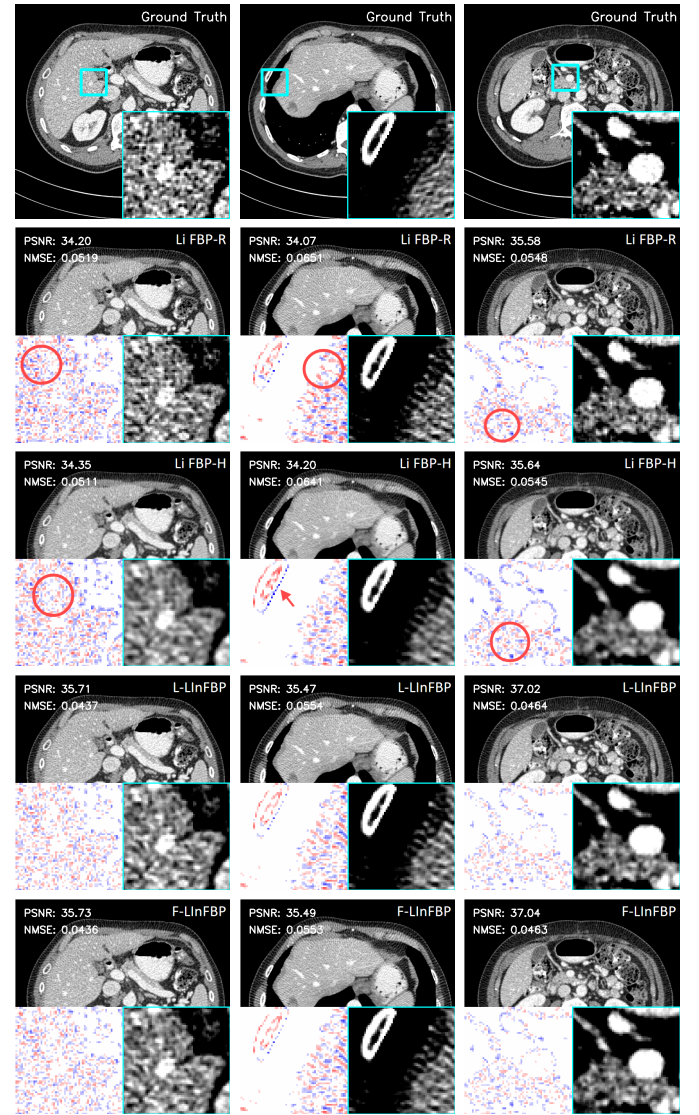 Ground Truth
Ground Truth
Ground Truth
PSNR: 34.20
Li FBP-R
NMSE: 0.0519
PSNR: 34.07
Li FBP-R
NMSE: 0.0651
PSNR: 35.58
Li FBP-R
NMSE: 0.0548
PSNR: 34.35
Li FBP-H
NMSE: 0.0511
PSNR: 34.20
Li FBP-H
NMSE: 0.0641
PSNR: 35.64
Li FBP-H
NMSE: 0.0545
PSNR: 35.71
L-LInFBP
NMSE: 0.0437
PSNR: 35.47
L-LInFBP
NMSE: 0.0554
PSNR: 37.02
L-LInFBP
NMSE: 0.0464
PSNR: 35.73
F-LInFBP
NMSE: 0.0436
PSNR: 35.49
F-LInFBP
NMSE: 0.0553
PSNR: 37.04
F-LInFBP
NMSE: 0.0463